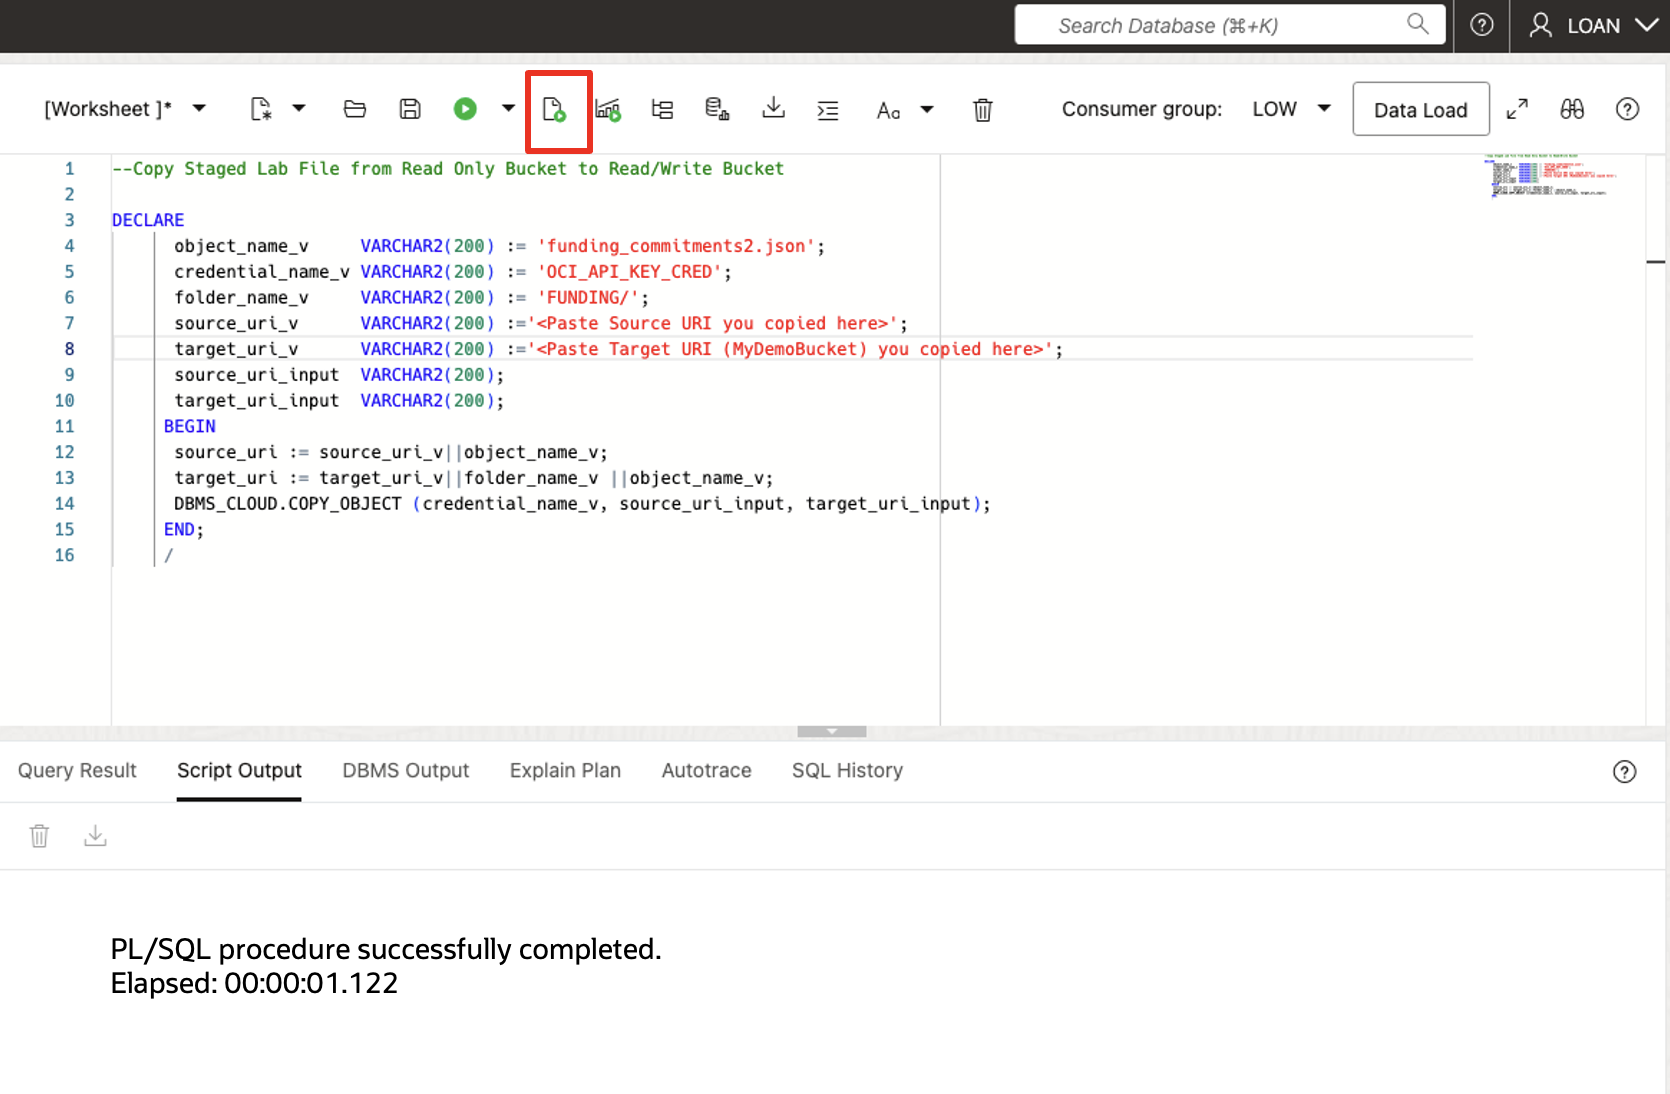 Search Database (⌘+K)
LOAN
[Worksheet ]*
Aa
Consumer group: LOW
Data Load
1 --Copy Staged Lab File from Read Only Bucket to Read/Write Bucket
2
3 DECLARE
4 object_name_v VARCHAR2(200) := 'funding_commitments2.json';
5 credential_name_v VARCHAR2(200) := 'OCI_API_KEY_CRED';
6 folder_name_v VARCHAR2(200) := 'FUNDING/';
7 source_uri_v VARCHAR2(200) :='<Paste Source URI you copied here>';
8 target_uri_v VARCHAR2(200) :='<Paste Target URI (MyDemoBucket) you copied here>';
9 source_uri_input VARCHAR2(200);
10 target_uri_input VARCHAR2(200);
11 BEGIN
12 source_uri := source_uri_v||object_name_v;
13 target_uri := target_uri_v||folder_name_v ||object_name_v;
14 DBMS_CLOUD.COPY_OBJECT (credential_name_v, source_uri_input, target_uri_input);
15 END;
16 /
Query Result Script Output DBMS Output Explain Plan Autotrace SQL History
PL/SQL procedure successfully completed.
Elapsed: 00:00:01.122